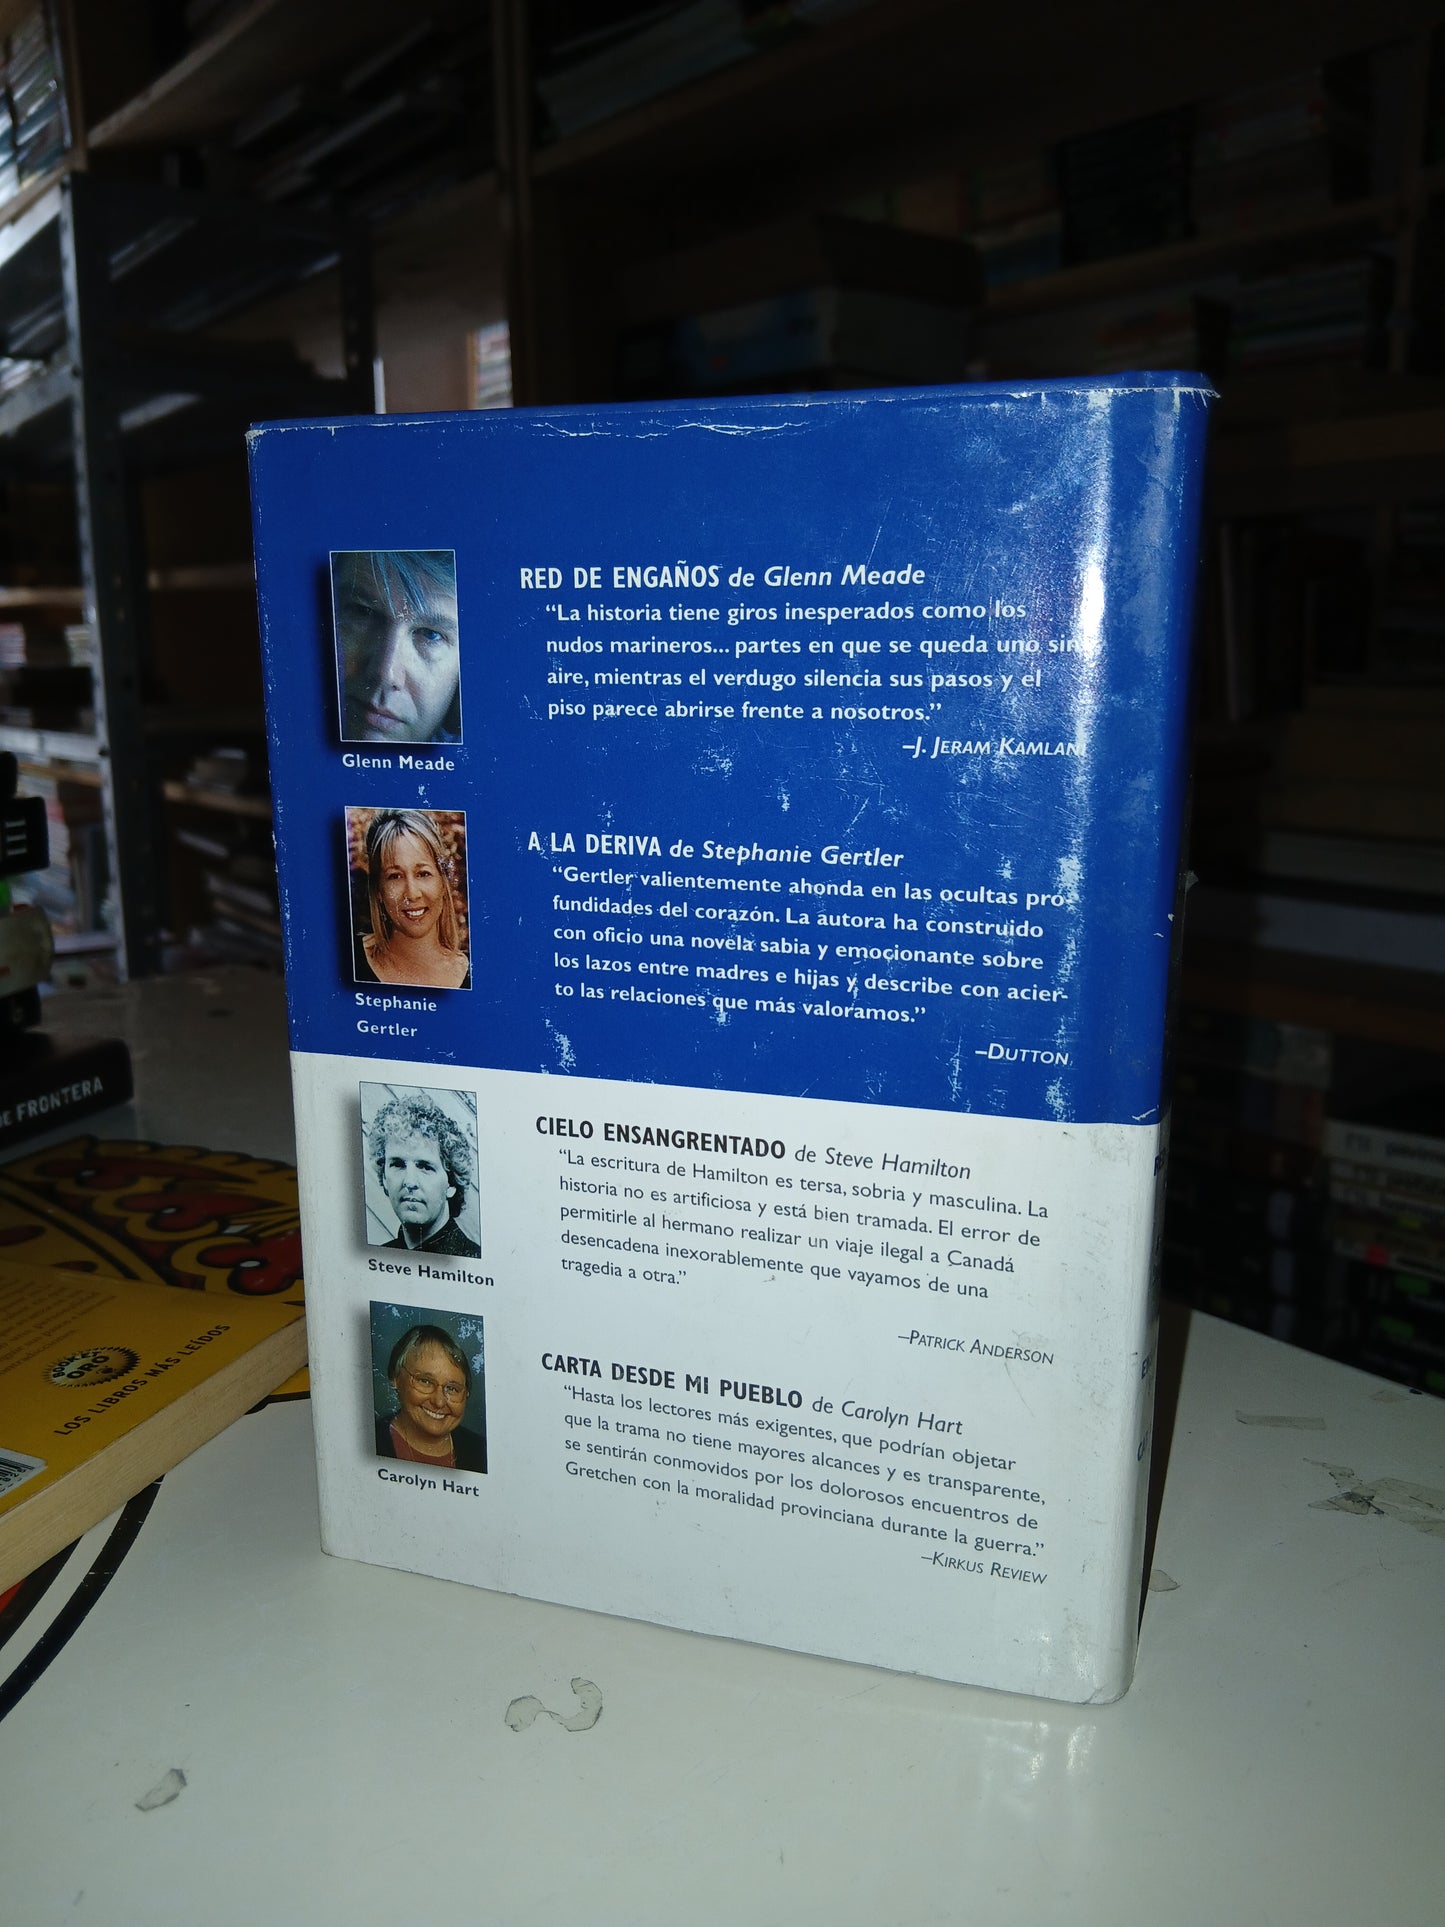 RED DE ENGAÑOS de Glenn Meade
“La historia tiene giros inesperados como los
nudos marineros... partes en que se queda uno sin
aire, mientras el verdugo silencia sus pasos y el
piso parece abrirse frente a nosotros.”
–J. JERAM KAMLANI
Glenn Meade
A LA DERIVA de Stephanie Gertler
“Gertler valientemente ahonda en las ocultas pro-
fundidades del corazón. La autora ha construido
con oficio una novela sabia y emocionante sobre
los lazos entre madres e hijas y describe con acier-
to las relaciones que más valoramos.”
–DUTTON
Stephanie
Gertler
CIELO ENSANGRENTADO de Steve Hamilton
“La escritura de Hamilton es tersa, sobria y masculina. La
historia no es artificiosa y está bien tramada. El error de
permitirle al hermano realizar un viaje ilegal a Canadá
desencadena inexorablemente que vayamos de una
tragedia a otra.”
–PATRICK ANDERSON
Steve Hamilton
CARTA DESDE MI PUEBLO de Carolyn Hart
“Hasta los lectores más exigentes, que podrían objetar
que la trama no tiene mayores alcances y es transparente,
se sentirán conmovidos por los dolorosos encuentros de
Gretchen con la moralidad provinciana durante la guerra.”
–KIRKUS REVIEW
Carolyn Hart
DE FRONTERA
ORO
LOS LIBROS MÁS LEÍDOS